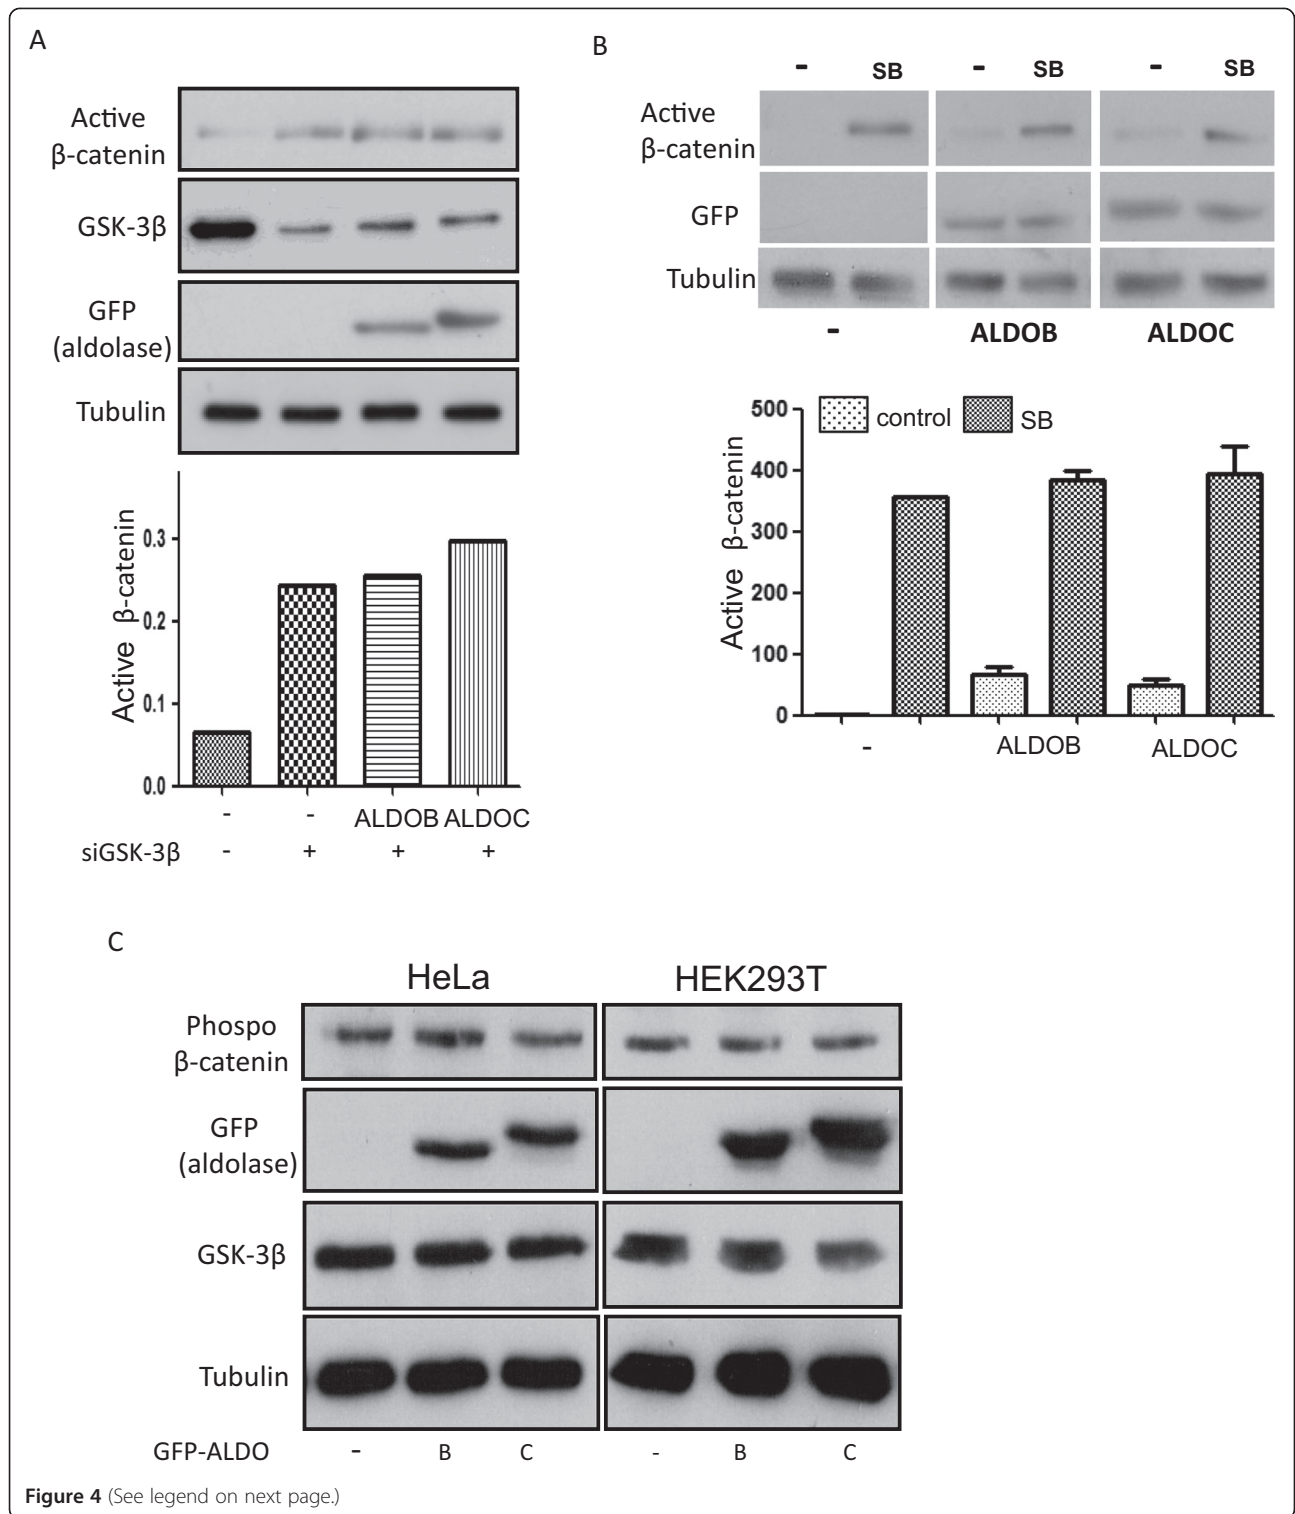 A
Active
β-catenin
GSK-3β
GFP
(aldolase)
Tubulin
Active β-catenin
0.3
0.2
0.1
0.0
- - ALDOB ALDOC
siGSK-3β - + + +
B
- SB - SB - SB
Active
β-catenin
GFP
Tubulin
- ALDOB ALDOC
control SB
Active β-catenin
500
400
300
200
100
0
- ALDOB ALDOC
C
HeLa HEK293T
Phospo
β-catenin
GFP
(aldolase)
GSK-3β
Tubulin
GFP-ALDO - B C - B C
Figure 4 (See legend on next page.)